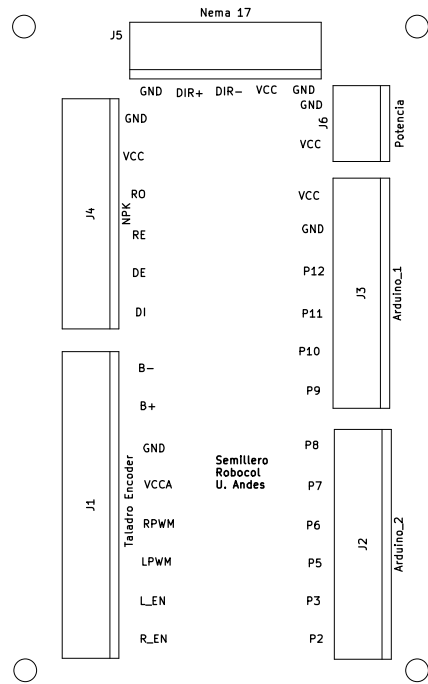 Nema 17
J5
GND DIR+ DIR- VCC GND
J4
NPK
GND
VCC
RO
RE
DE
DI
J6
Potencia
GND
VCC
J3
Arduino_1
VCC
GND
P12
P11
P10
P9
J1
Taladro Encoder
B-
B+
GND
VCCA
RPWM
LPWM
L_EN
R_EN
Semillero
Robocol
U. Andes
J2
Arduino_2
P8
P7
P6
P5
P3
P2